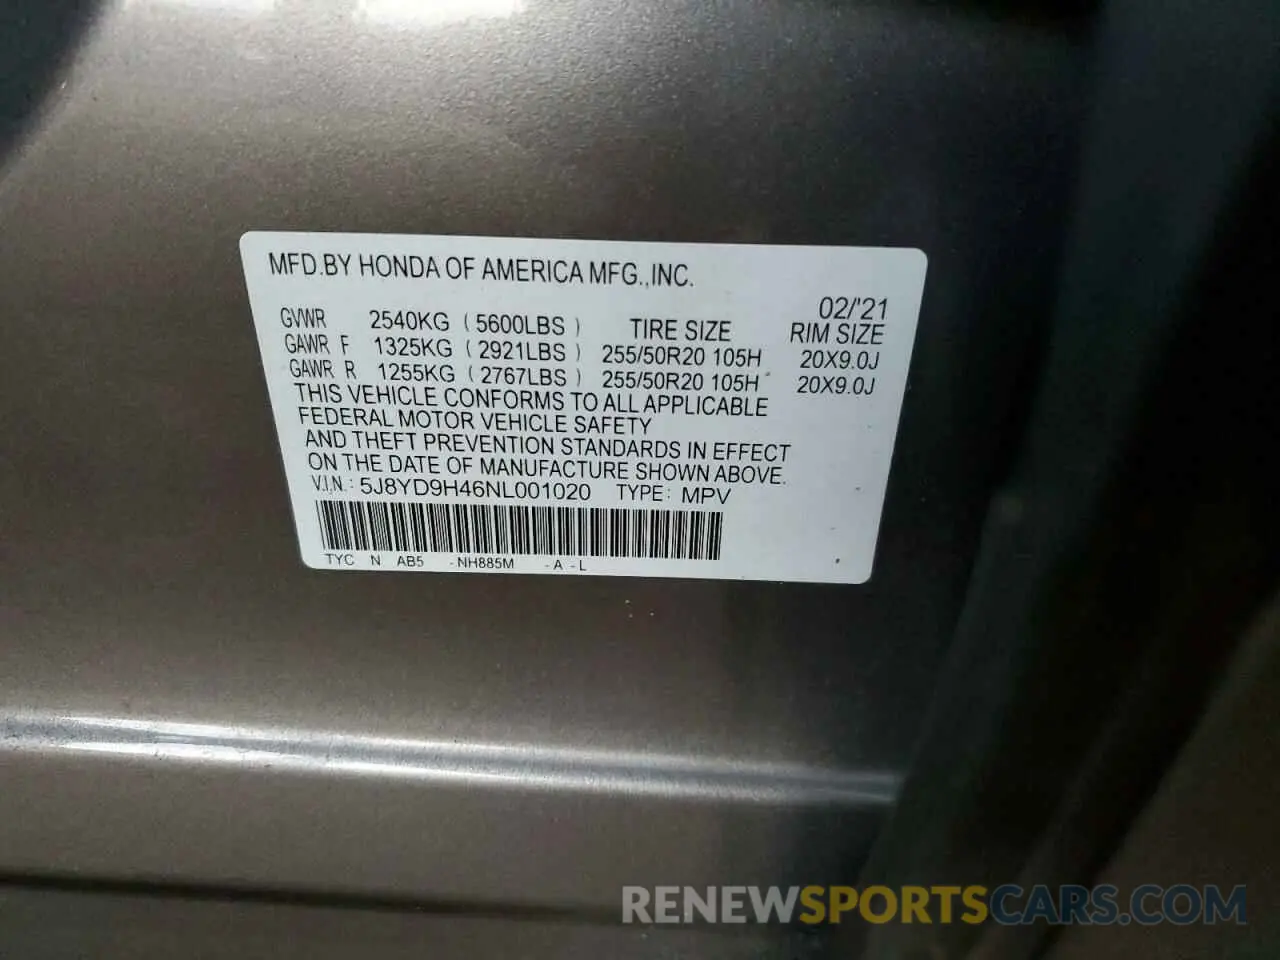 MFD.BY HONDA OF AMERICA MFG.,INC.
02/'21
GVWR 2540KG (5600LBS) TIRE SIZE RIM SIZE
GAWR F 1325KG (2921LBS) 255/50R20 105H 20X9.0J
GAWR R 1255KG (2767LBS) 255/50R20 105H 20X9.0J
THIS VEHICLE CONFORMS TO ALL APPLICABLE
FEDERAL MOTOR VEHICLE SAFETY
AND THEFT PREVENTION STANDARDS IN EFFECT
ON THE DATE OF MANUFACTURE SHOWN ABOVE.
V.I.N.: 5J8YD9H46NL001020 TYPE: MPV
TYC N AB5 -NH885M -A -L
RENEWSPORTSCARS.COM